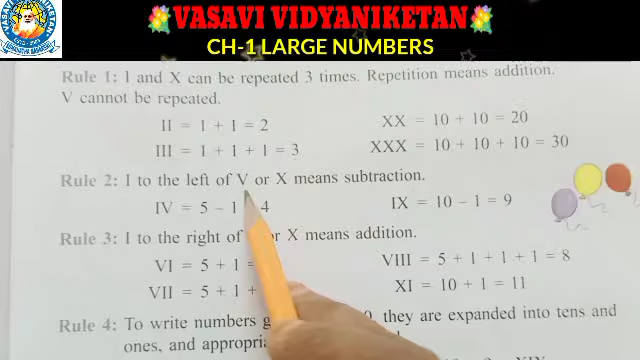 VASAVI VIDYANIKETAN
CH-1 LARGE NUMBERS
Rule 1: I and X can be repeated 3 times. Repetition means addition.
V cannot be repeated.
II = 1 + 1 = 2 XX = 10 + 10 = 20
III = 1 + 1 + 1 = 3 XXX = 10 + 10 + 10 = 30
Rule 2: I to the left of V or X means subtraction.
IV = 5 - 1 4 IX = 10 - 1 = 9
Rule 3: I to the right of or X means addition.
VI = 5 + 1 = VIII = 5 + 1 + 1 + 1 = 8
VII = 5 + 1 + XI = 10 + 1 = 11
Rule 4: To write numbers they are expanded into tens and
ones, and